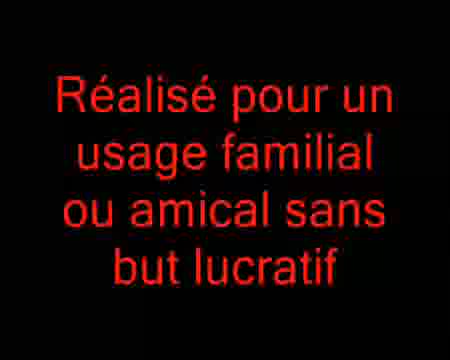 Réalisé pour un
usage familial
ou amical sans
but lucratif